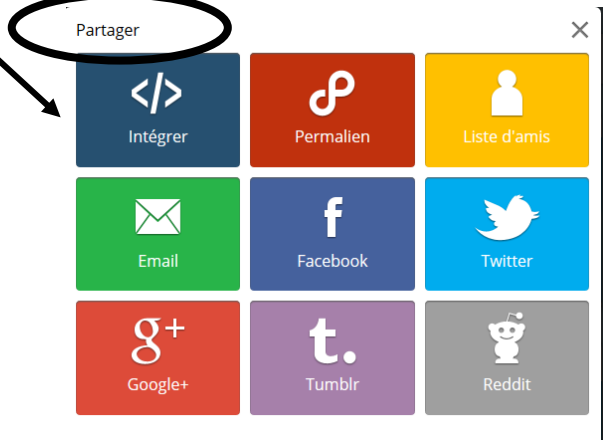 Partager
</> 
Intégrer
Permalien
Liste d'amis
Email
f
Facebook
Twitter
g+
Google+
t.
Tumblr
Reddit